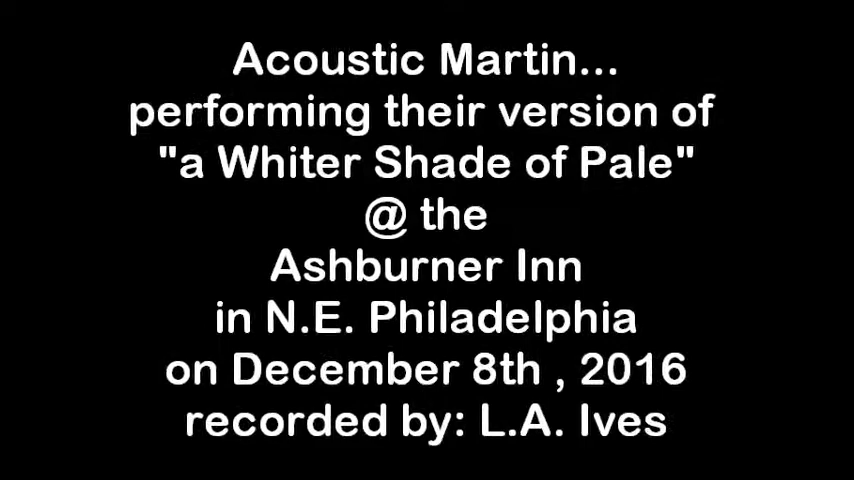 Acoustic Martin...
performing their version of
"a Whiter Shade of Pale"
@ the
Ashburner Inn
in N.E. Philadelphia
on December 8th , 2016
recorded by: L.A. Ives